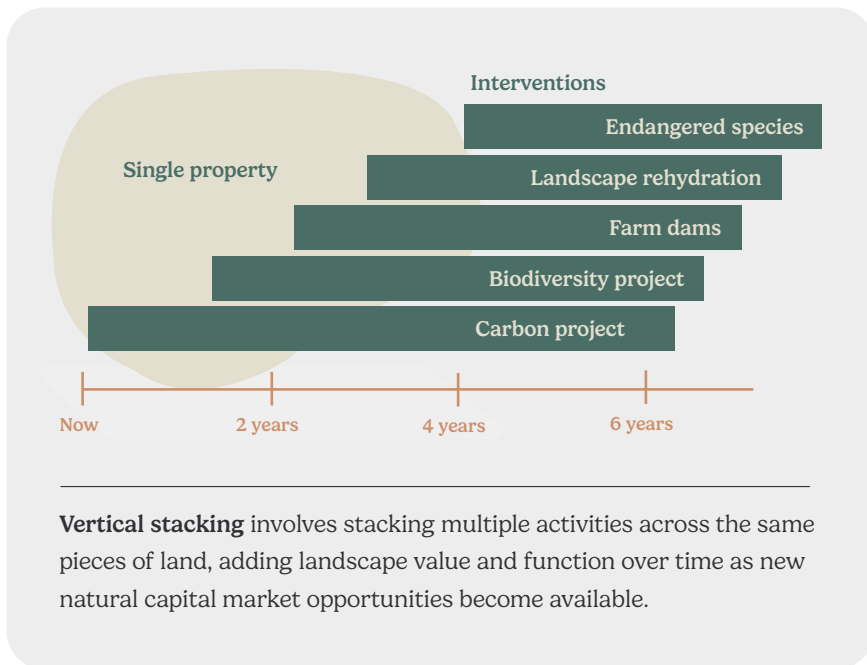 Interventions
Endangered species
Single property
Landscape rehydration
Farm dams
Biodiversity project
Carbon project
Now
2 years
4 years
6 years
Vertical stacking involves stacking multiple activities across the same
pieces of land, adding landscape value and function over time as new
natural capital market opportunities become available.